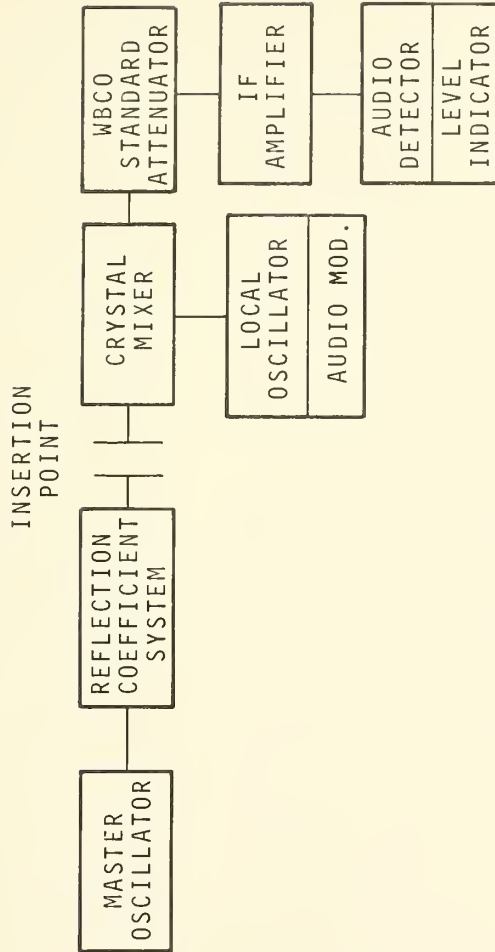 INSERTION
POINT
MASTER
OSCILLATOR
REFLECTION
COEFFICIENT
SYSTEM
CRYSTAL
MIXER
WBCO
STANDARD
ATTENUATOR
LOCAL
OSCILLATOR
AUDIO MOD.
IF
AMPLIFIER
AUDIO
DETECTOR
LEVEL
INDICATOR